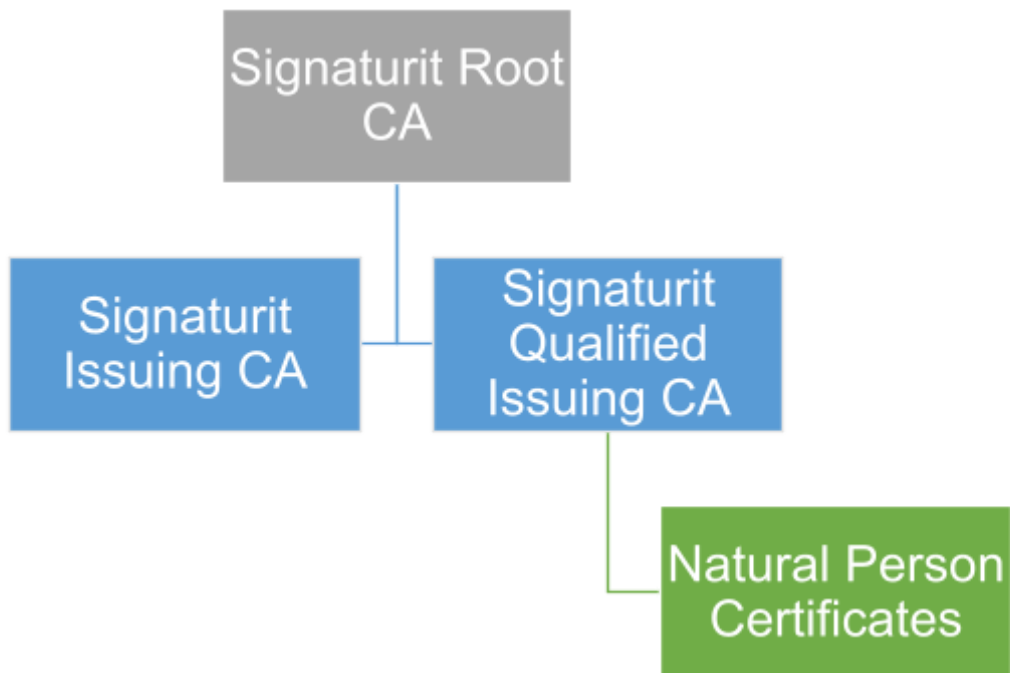 Signaturit Root
CA
Signaturit
Issuing CA
Signaturit
Qualified
Issuing CA
Natural Person
Certificates